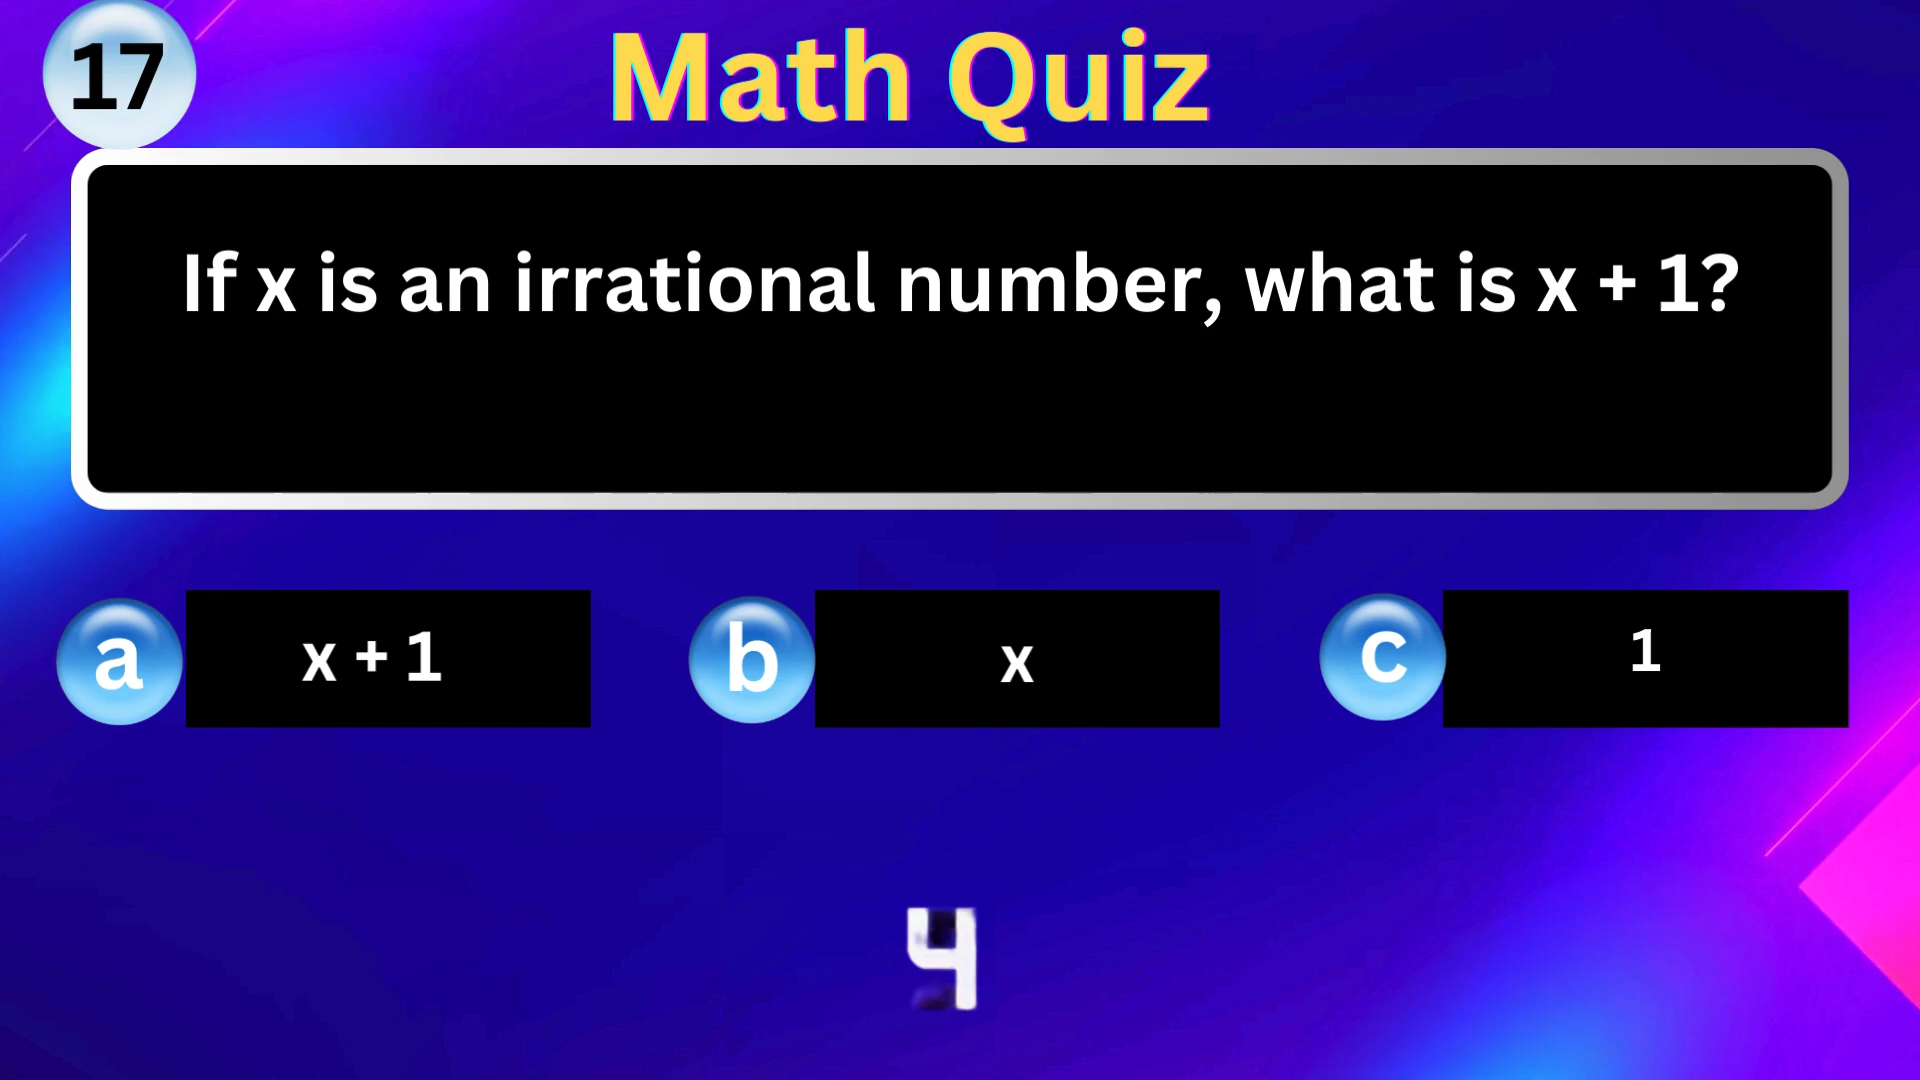 17
Math Quiz
If x is an irrational number, what is x + 1?
a x + 1
b x
c 1
4